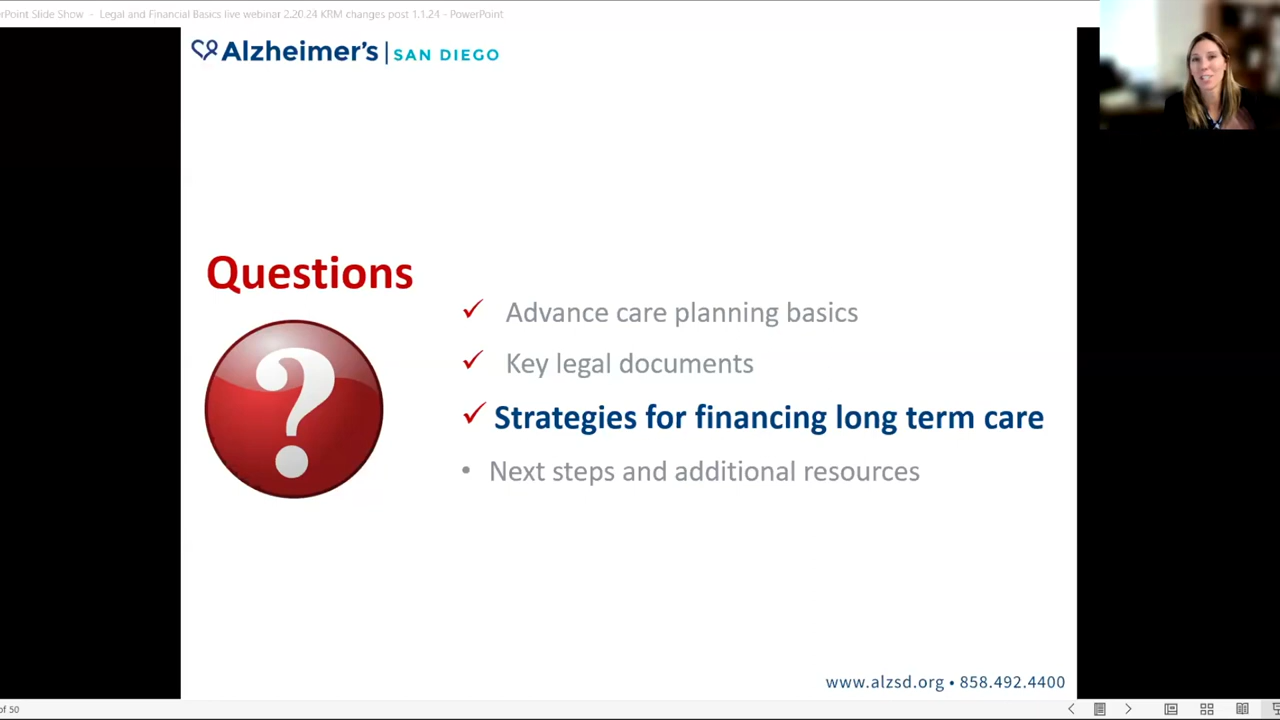 rPoint Slide Show - Legal and Financial Basics live webinar 2.20.24 KRM changes post 1.1.24 - PowerPoint
Alzheimer's | SAN DIEGO
Questions
?
✓ Advance care planning basics
✓ Key legal documents
✓ Strategies for financing long term care
• Next steps and additional resources
www.alzsd.org • 858.492.4400
of 50